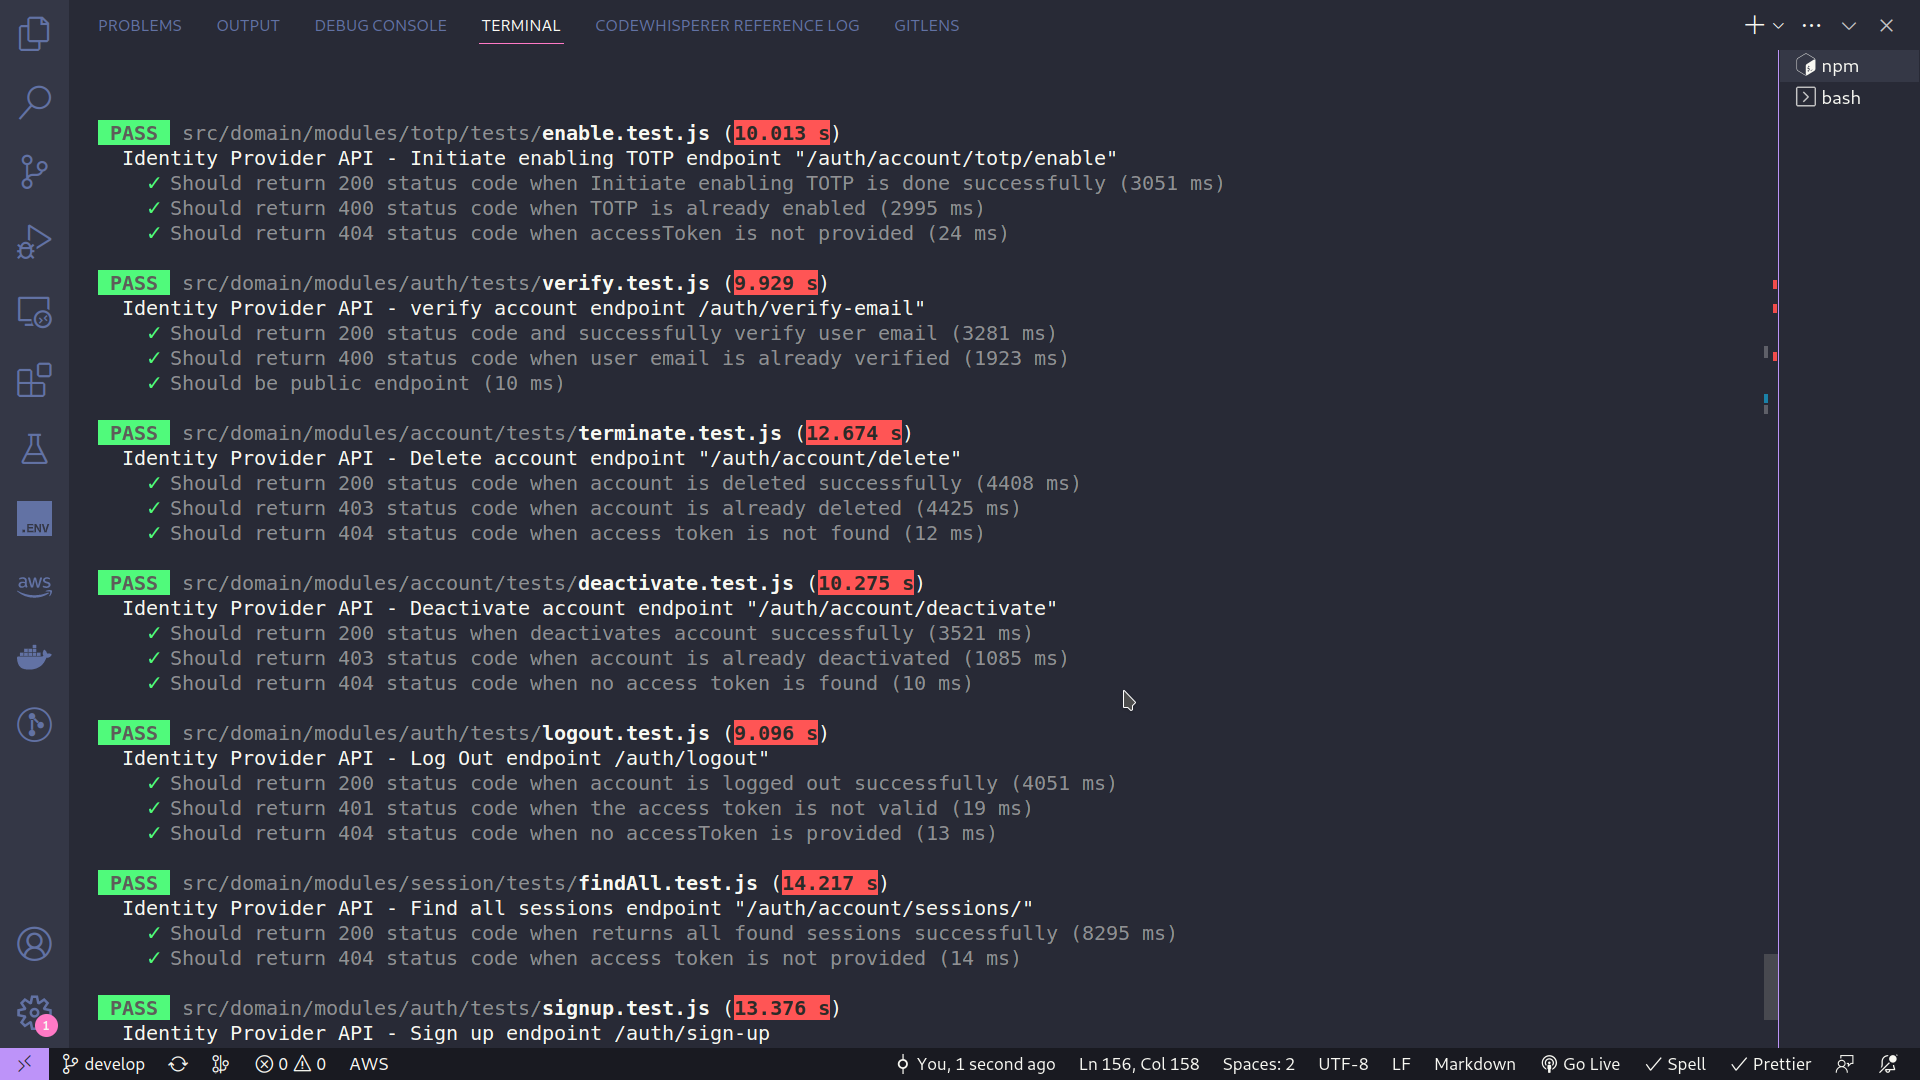 PROBLEMS OUTPUT DEBUG CONSOLE TERMINAL CODEWHISPERER REFERENCE LOG GITLENS
npm
bash
PASS src/domain/modules/totp/tests/enable.test.js (10.013 s)
Identity Provider API - Initiate enabling TOTP endpoint "/auth/account/totp/enable"
✓ Should return 200 status code when Initiate enabling TOTP is done successfully (3051 ms)
✓ Should return 400 status code when TOTP is already enabled (2995 ms)
✓ Should return 404 status code when accessToken is not provided (24 ms)
PASS src/domain/modules/auth/tests/verify.test.js (9.929 s)
Identity Provider API - verify account endpoint /auth/verify-email"
✓ Should return 200 status code and successfully verify user email (3281 ms)
✓ Should return 400 status code when user email is already verified (1923 ms)
✓ Should be public endpoint (10 ms)
PASS src/domain/modules/account/tests/terminate.test.js (12.674 s)
Identity Provider API - Delete account endpoint "/auth/account/delete"
✓ Should return 200 status code when account is deleted successfully (4408 ms)
✓ Should return 403 status code when account is already deleted (4425 ms)
✓ Should return 404 status code when access token is not found (12 ms)
PASS src/domain/modules/account/tests/deactivate.test.js (10.275 s)
Identity Provider API - Deactivate account endpoint "/auth/account/deactivate"
✓ Should return 200 status when deactivates account successfully (3521 ms)
✓ Should return 403 status code when account is already deactivated (1085 ms)
✓ Should return 404 status code when no access token is found (10 ms)
PASS src/domain/modules/auth/tests/logout.test.js (9.096 s)
Identity Provider API - Log Out endpoint /auth/logout"
✓ Should return 200 status code when account is logged out successfully (4051 ms)
✓ Should return 401 status code when the access token is not valid (19 ms)
✓ Should return 404 status code when no accessToken is provided (13 ms)
PASS src/domain/modules/session/tests/findAll.test.js (14.217 s)
Identity Provider API - Find all sessions endpoint "/auth/account/sessions/"
✓ Should return 200 status code when returns all found sessions successfully (8295 ms)
✓ Should return 404 status code when access token is not provided (14 ms)
PASS src/domain/modules/auth/tests/signup.test.js (13.376 s)
Identity Provider API - Sign up endpoint /auth/sign-up
.ENV
aws
1
develop 0 0 AWS You, 1 second ago Ln 156, Col 158 Spaces: 2 UTF-8 LF Markdown Go Live Spell Prettier